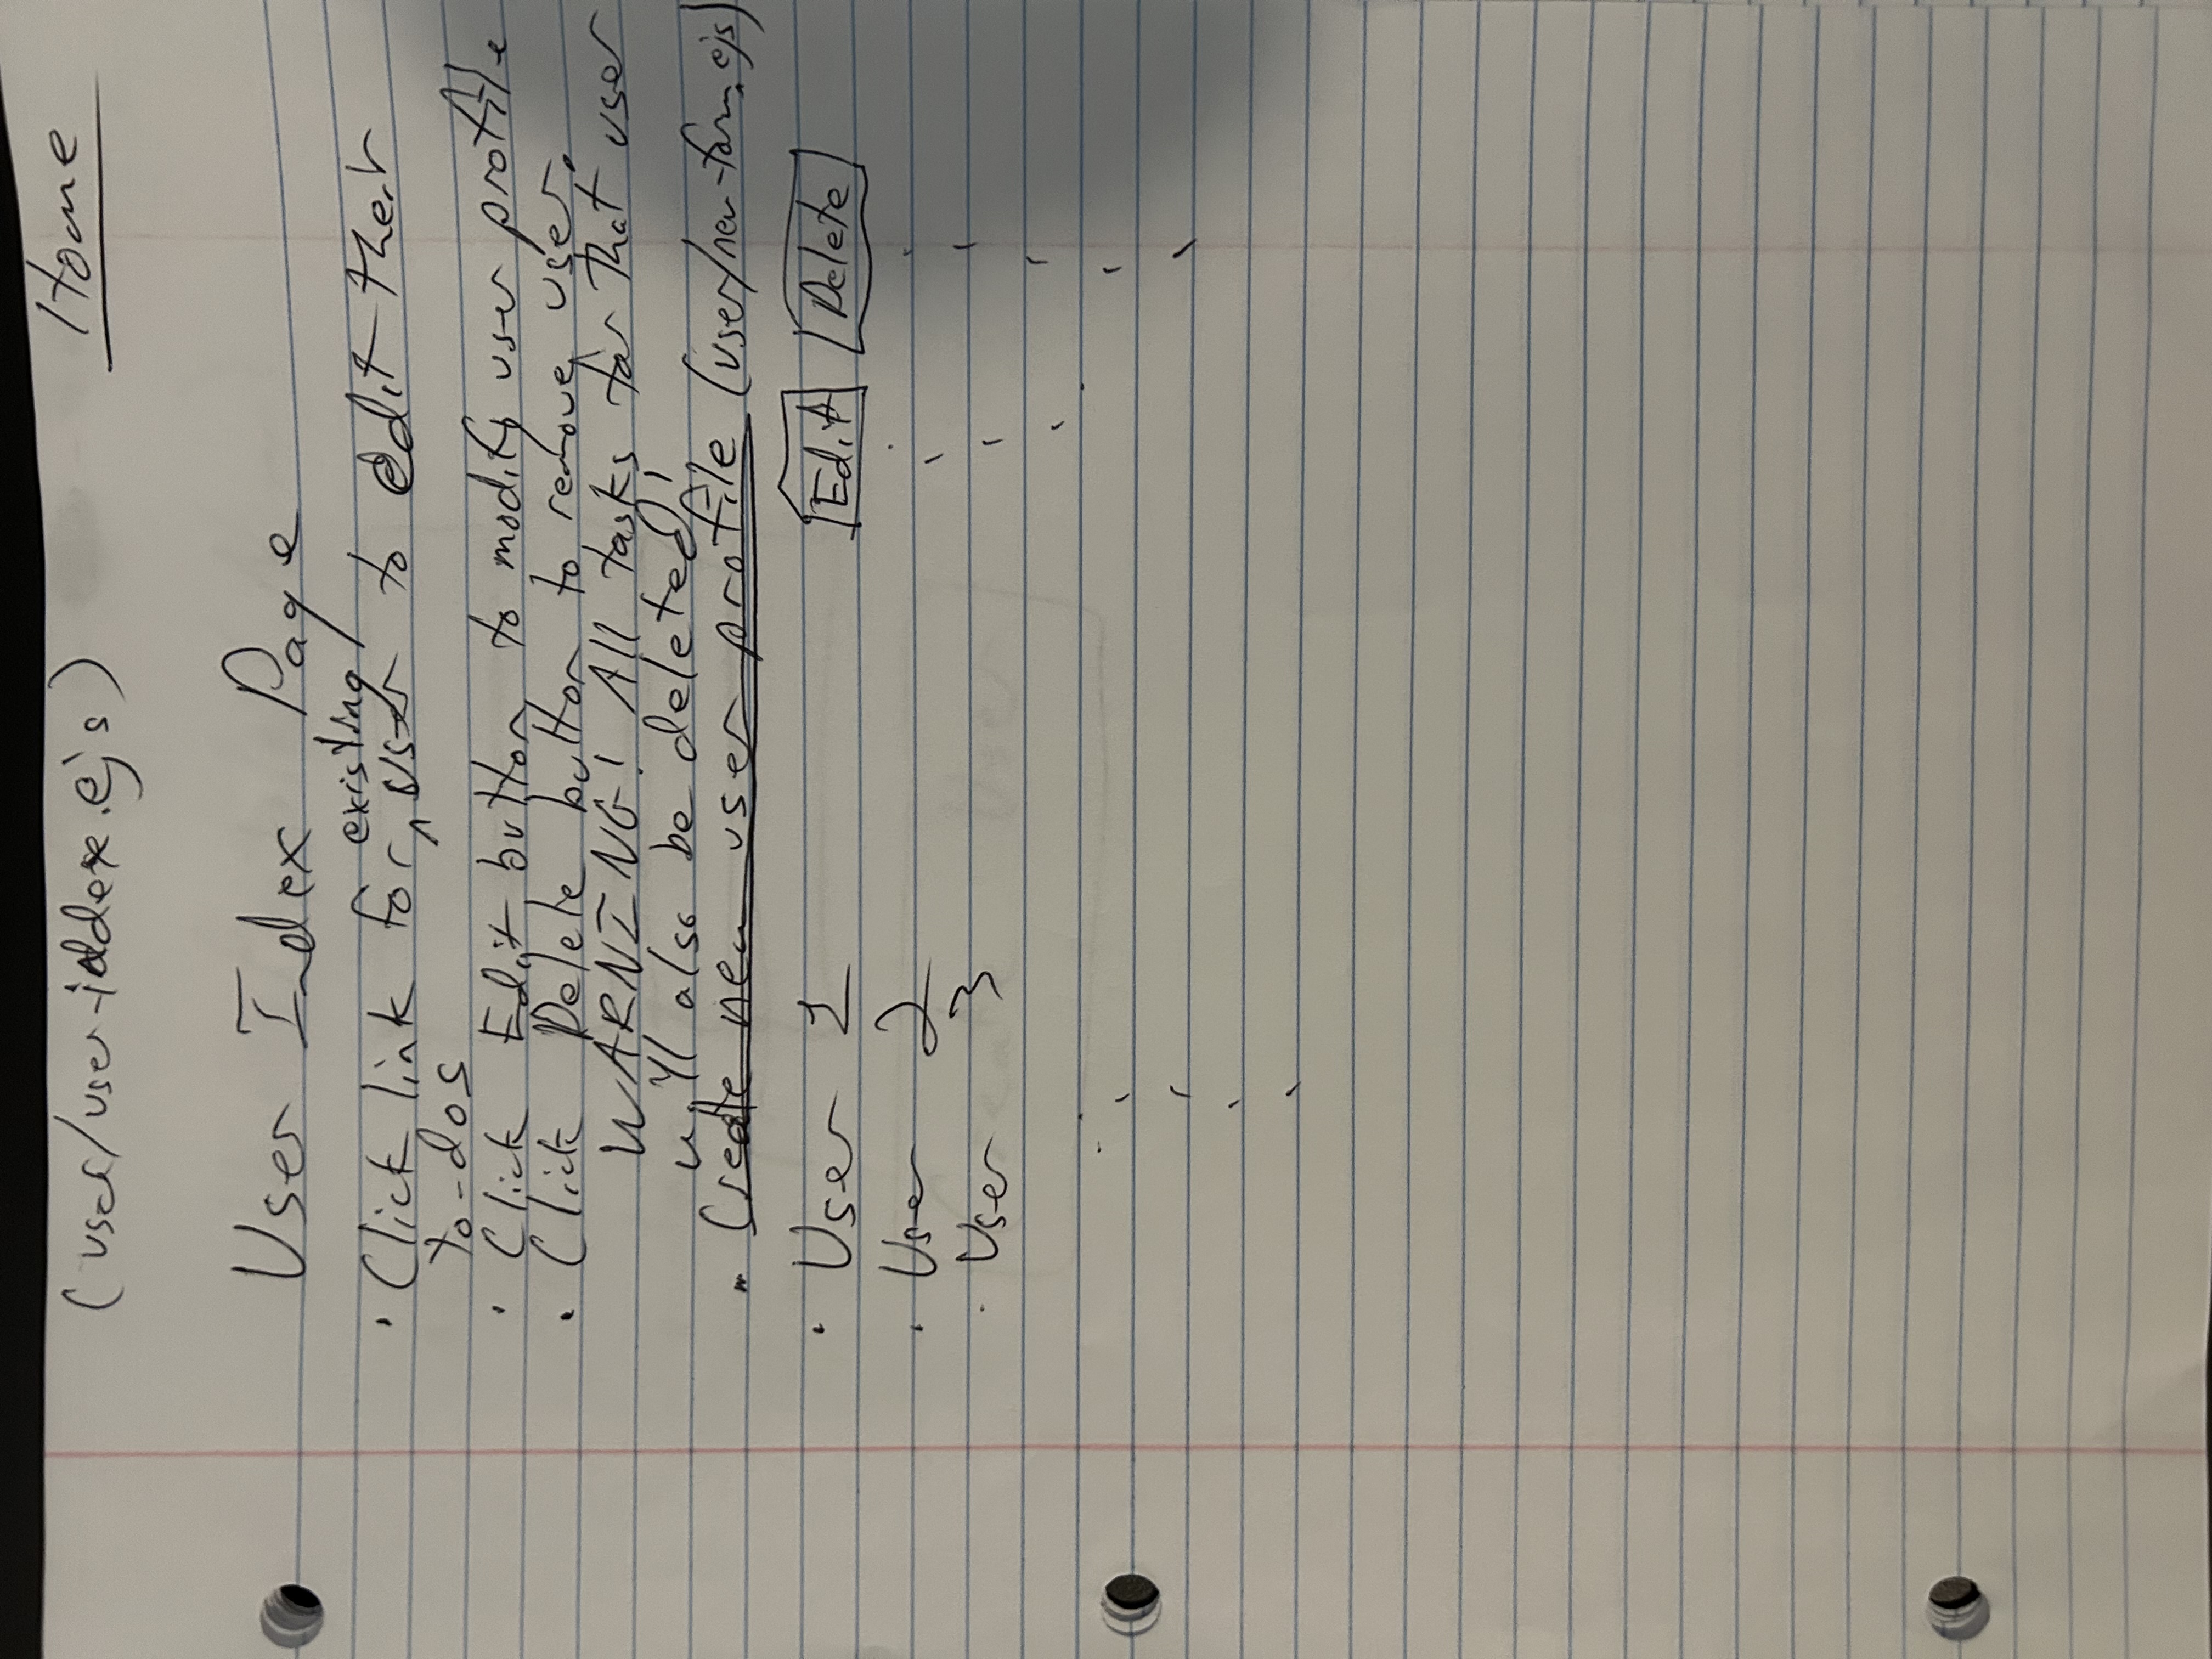 (user/user-index.ejs)
Home
User Index Page
· Click link for existing user to edit their
to-dos
· Click Edit button to modify user profile
· Click Delete button to remove user.
WARNING! All tasks for that user
will also be deleted!
- Create new user profile (user/new-form.ejs)
· User 1 Edit Delete
· User 2
· User 3